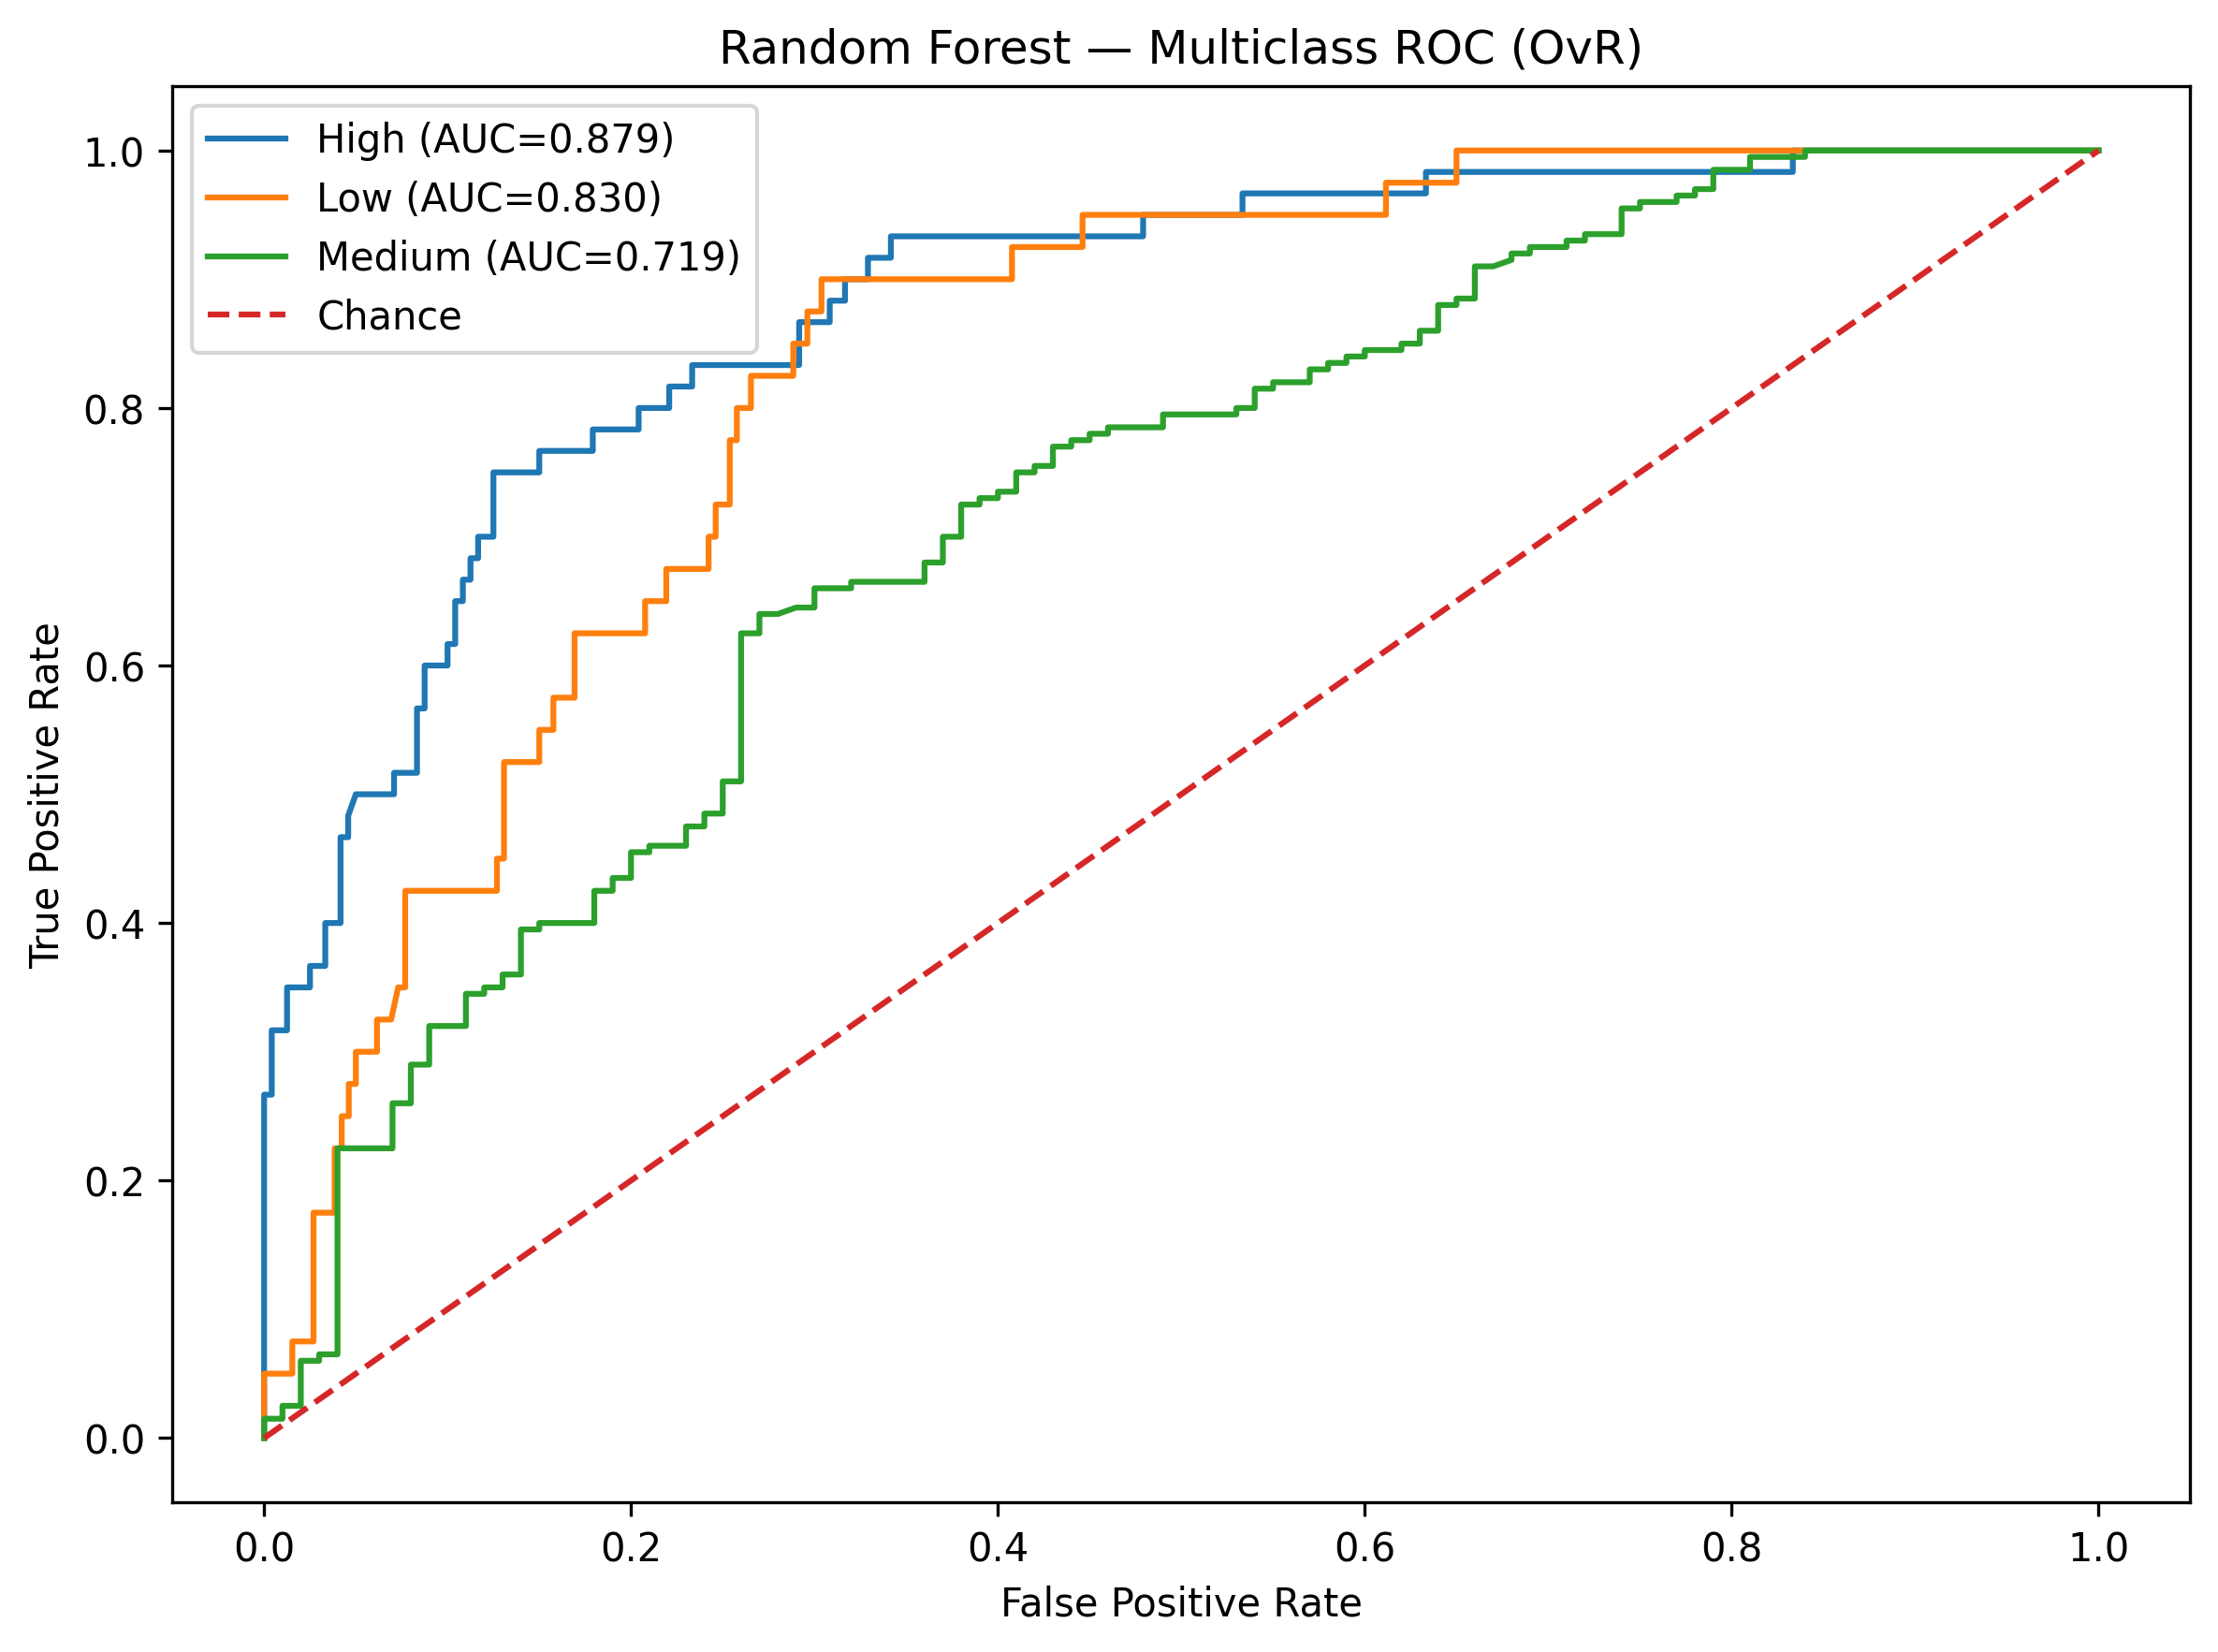 Random Forest — Multiclass ROC (OvR)
High (AUC=0.879)
Low (AUC=0.830)
Medium (AUC=0.719)
Chance
True Positive Rate
1.0
0.8
0.6
0.4
0.2
0.0
0.0 0.2 0.4 0.6 0.8 1.0
False Positive Rate